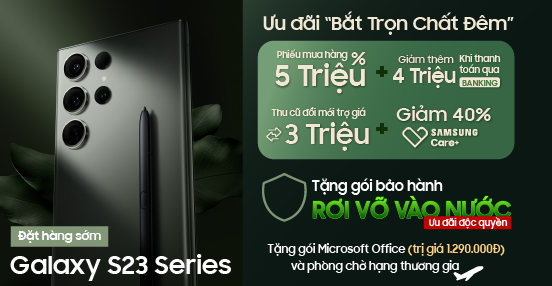 Ưu đãi "Bắt Trọn Chất Đêm"
Phiếu mua hàng %
5 Triệu
+
Giảm thêm
4 Triệu
Khi thanh
toán qua
BANKING
Thu cũ đổi mới trợ giá
3 Triệu
+
Giảm 40%
SAMSUNG
Care+
Tặng gói bảo hành
RƠI VỠ VÀO NƯỚC
Ưu đãi độc quyền
Tặng gói Microsoft Office (trị giá 1.290.000Đ)
và phòng chờ hạng thương gia
Đặt hàng sớm
Galaxy S23 Series